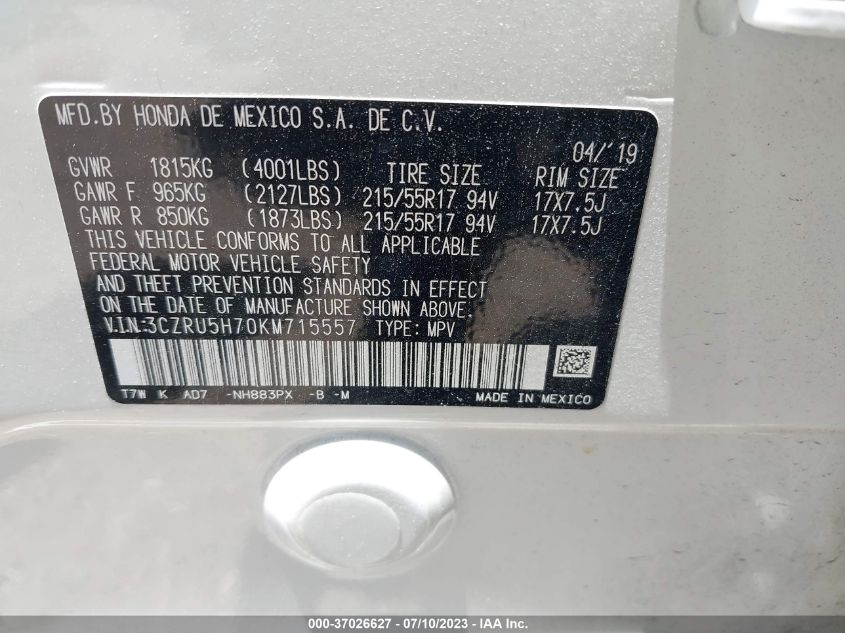 MFD.BY HONDA DE MEXICO S.A. DE C.V.
04/'19
GVWR 1815KG (4001LBS) TIRE SIZE RIM SIZE
GAWR F 965KG (2127LBS) 215/55R17 94V 17X7.5J
GAWR R 850KG (1873LBS) 215/55R17 94V 17X7.5J
THIS VEHICLE CONFORMS TO ALL APPLICABLE
FEDERAL MOTOR VEHICLE SAFETY
AND THEFT PREVENTION STANDARDS IN EFFECT
ON THE DATE OF MANUFACTURE SHOWN ABOVE.
V.I.N:3CZRU5H70KM715557 TYPE: MPV
T7W K AD7 -NH883PX -B -M MADE IN MEXICO
000-37026627 - 07/10/2023 - IAA Inc.